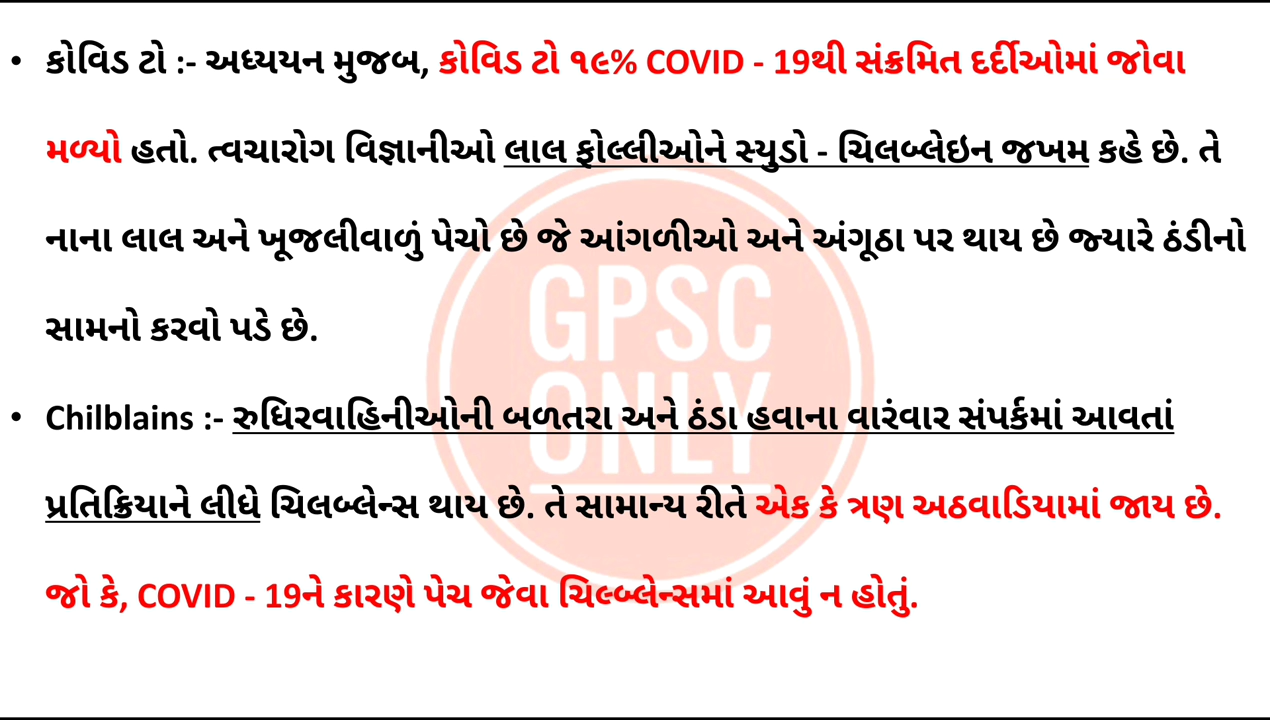 • કોવિડ ટો :- અધ્યયન મુજબ, કોવિડ ટો ૧૯% COVID - 19થી સંક્રમિત દર્દીઓમાં જોવા
મળ્યો હતો. ત્વચારોગ વિજ્ઞાનીઓ લાલ ફોલ્લીઓને સ્યુડો - ચિલબ્લેઇન જખમ કહે છે. તે
નાના લાલ અને ખૂજલીવાળું પેચો છે જે આંગળીઓ અને અંગૂઠા પર થાય છે જ્યારે ઠંડીનો
સામનો કરવો પડે છે.
GPSC
ONLY
• Chilblains :- રુધિરવાહિનીઓની બળતરા અને ઠંડા હવાના વારંવાર સંપર્કમાં આવતાં
પ્રતિક્રિયાને લીધે ચિલબ્લેન્સ થાય છે. તે સામાન્ય રીતે એક કે ત્રણ અઠવાડિયામાં જાય છે.
જો કે, COVID - 19ને કારણે પેચ જેવા ચિલ્બ્લેન્સમાં આવું ન હોતું.